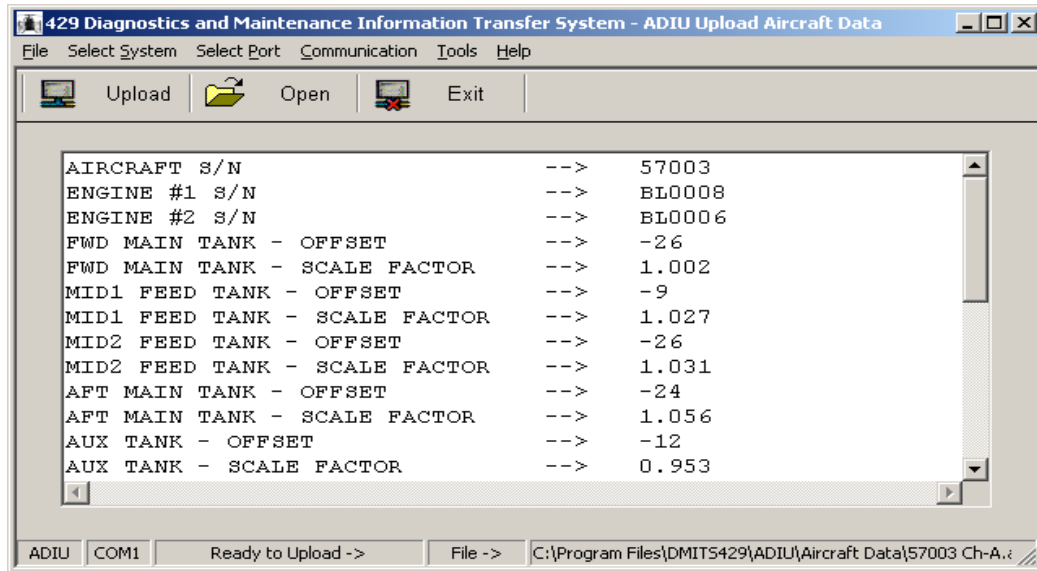 429 Diagnostics and Maintenance Information Transfer System - ADIU Upload Aircraft Data
File Select System Select Port Communication Tools Help
Upload Open Exit
AIRCRAFT S/N --> 57003
ENGINE #1 S/N --> BL0008
ENGINE #2 S/N --> BL0006
FWD MAIN TANK - OFFSET --> -26
FWD MAIN TANK - SCALE FACTOR --> 1.002
MID1 FEED TANK - OFFSET --> -9
MID1 FEED TANK - SCALE FACTOR --> 1.027
MID2 FEED TANK - OFFSET --> -26
MID2 FEED TANK - SCALE FACTOR --> 1.031
AFT MAIN TANK - OFFSET --> -24
AFT MAIN TANK - SCALE FACTOR --> 1.056
AUX TANK - OFFSET --> -12
AUX TANK - SCALE FACTOR --> 0.953
ADIU COM1 Ready to Upload -> File -> C:\Program Files\DMITS429\ADIU\Aircraft Data\57003 Ch-A.